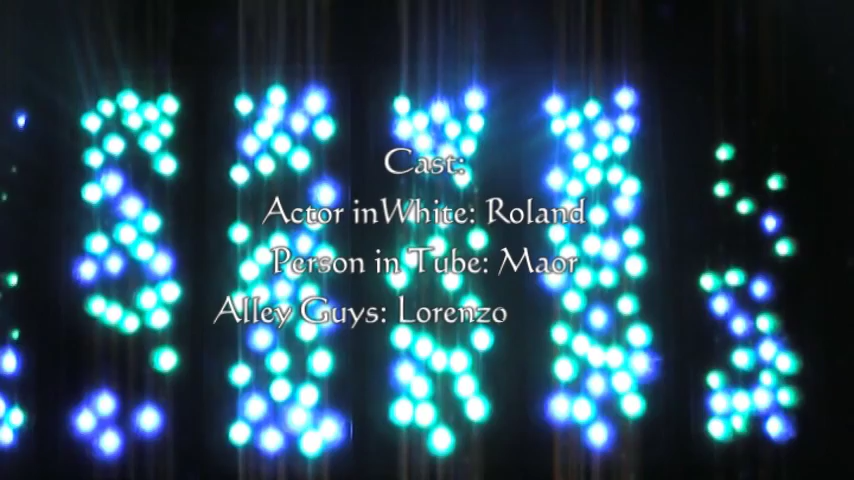 Cast:
Actor inWhite: Roland
Person in Tube: Maor
Alley Guys: Lorenzo